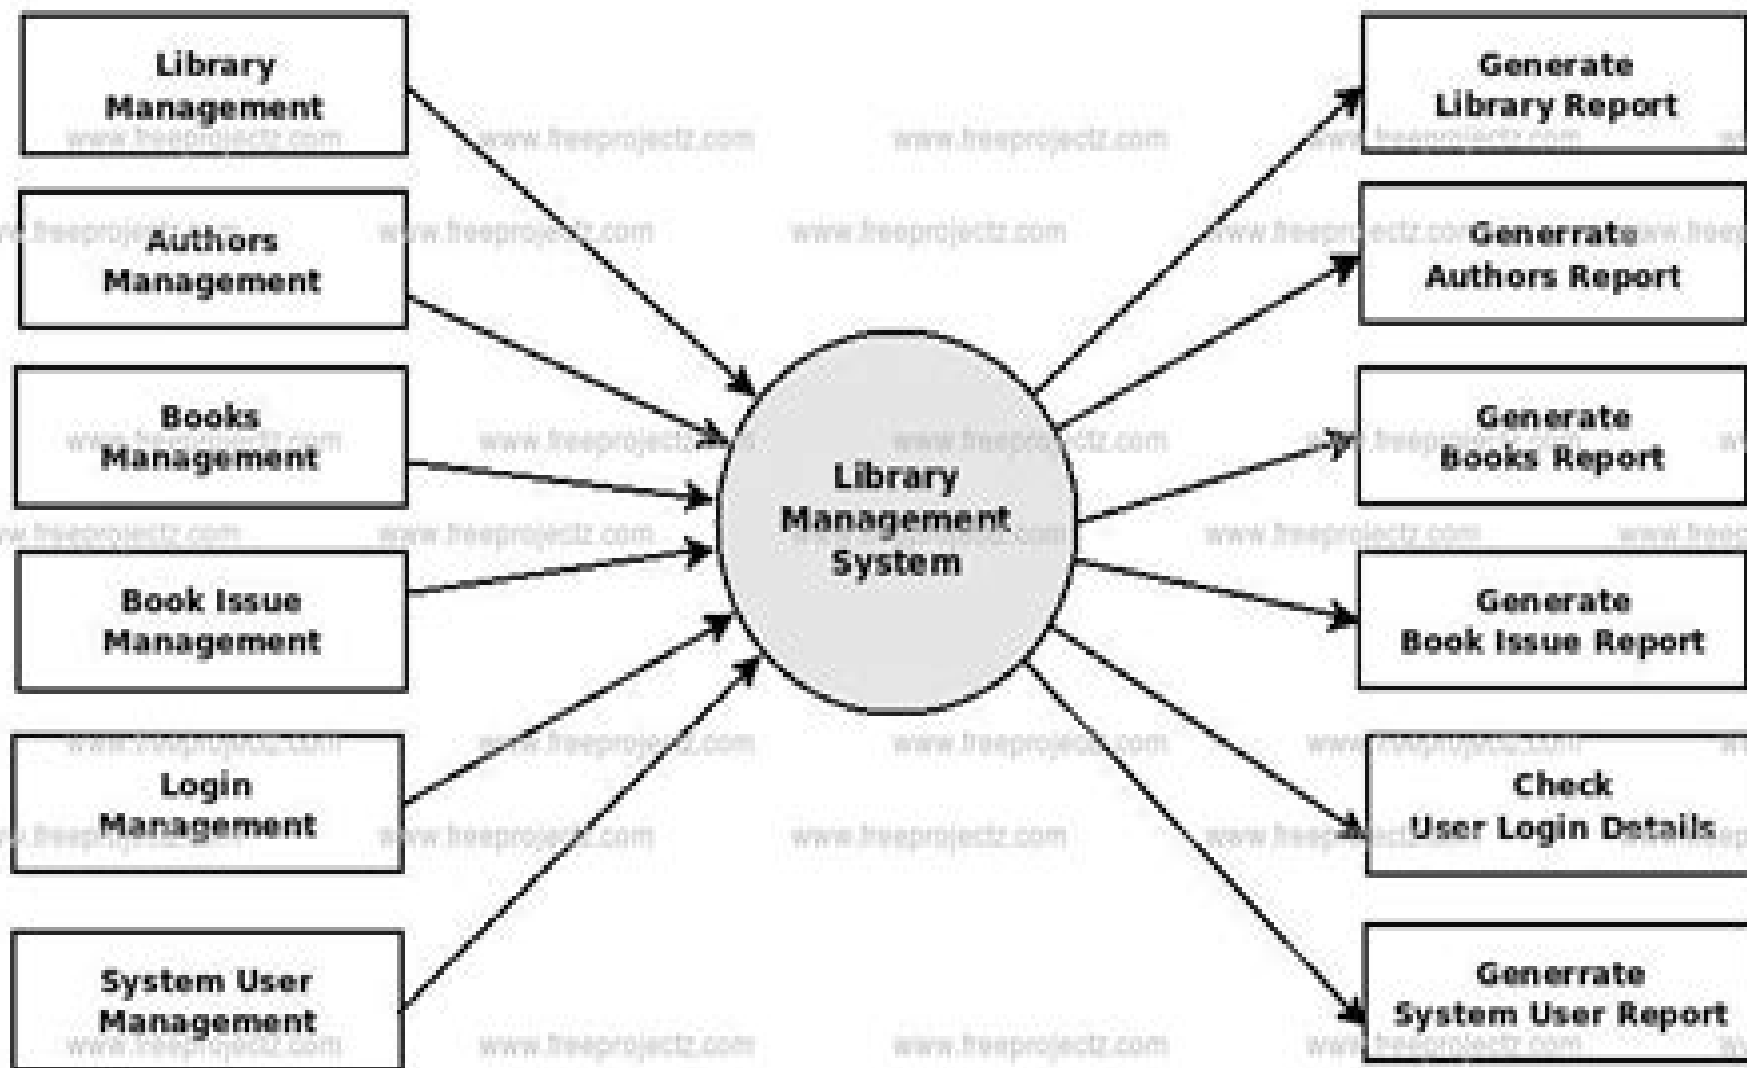 Library
Management
Authors
Management
Books
Management
Book Issue
Management
Login
Management
System User
Management
Library
Management
System
Generate
Library Report
Generrate
Authors Report
Generate
Books Report
Generate
Book Issue Report
Check
User Login Details
Generrate
System User Report
www.freeprojectz.com